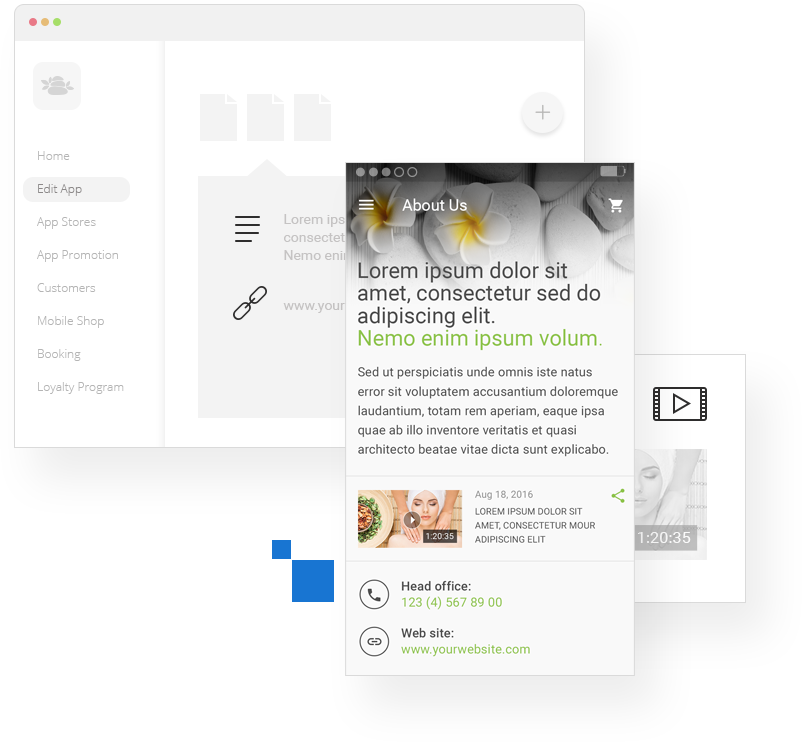 Home
Edit App
App Stores
App Promotion
Customers
Mobile Shop
Booking
Loyalty Program
Lorem ips
consectet
Nemo eni
www.your
About Us
Lorem ipsum dolor sit
amet, consectetur sed do
adipiscing elit.
Nemo enim ipsum volum.
Sed ut perspiciatis unde omnis iste natus
error sit voluptatem accusantium doloremque
laudantium, totam rem aperiam, eaque ipsa
quae ab illo inventore veritatis et quasi
architecto beatae vitae dicta sunt explicabo.
Aug 18, 2016
LOREM IPSUM DOLOR SIT
AMET, CONSECTETUR MOUR
ADIPISCING ELIT
1:20:35
Head office:
123 (4) 567 89 00
Web site:
www.yourwebsite.com
1:20:35